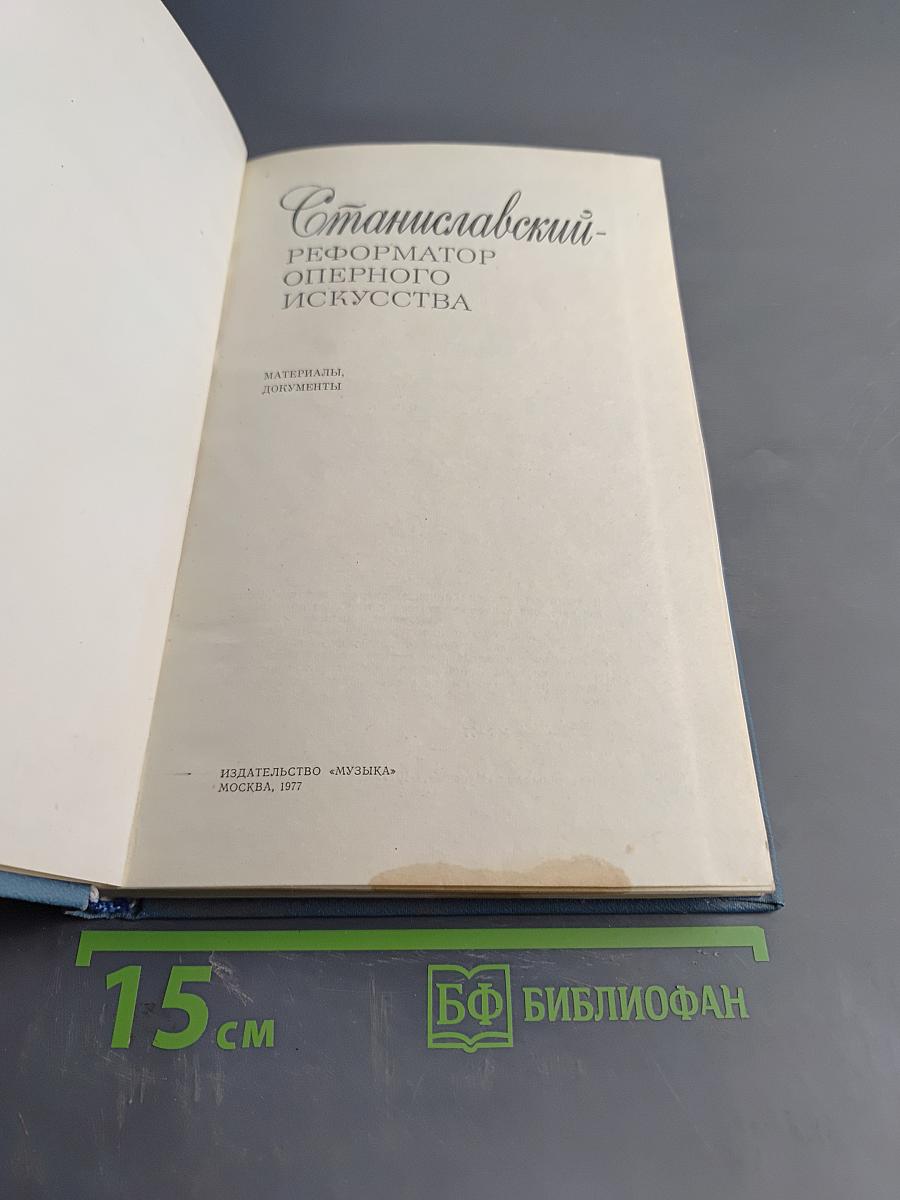 Станиславский-
РЕФОРМАТОР
ОПЕРНОГО
ИСКУССТВА
МАТЕРИАЛЫ,
ДОКУМЕНТЫ
ИЗДАТЕЛЬСТВО «МУЗЫКА»
МОСКВА, 1977
15 см
БФ БИБЛИОФАН